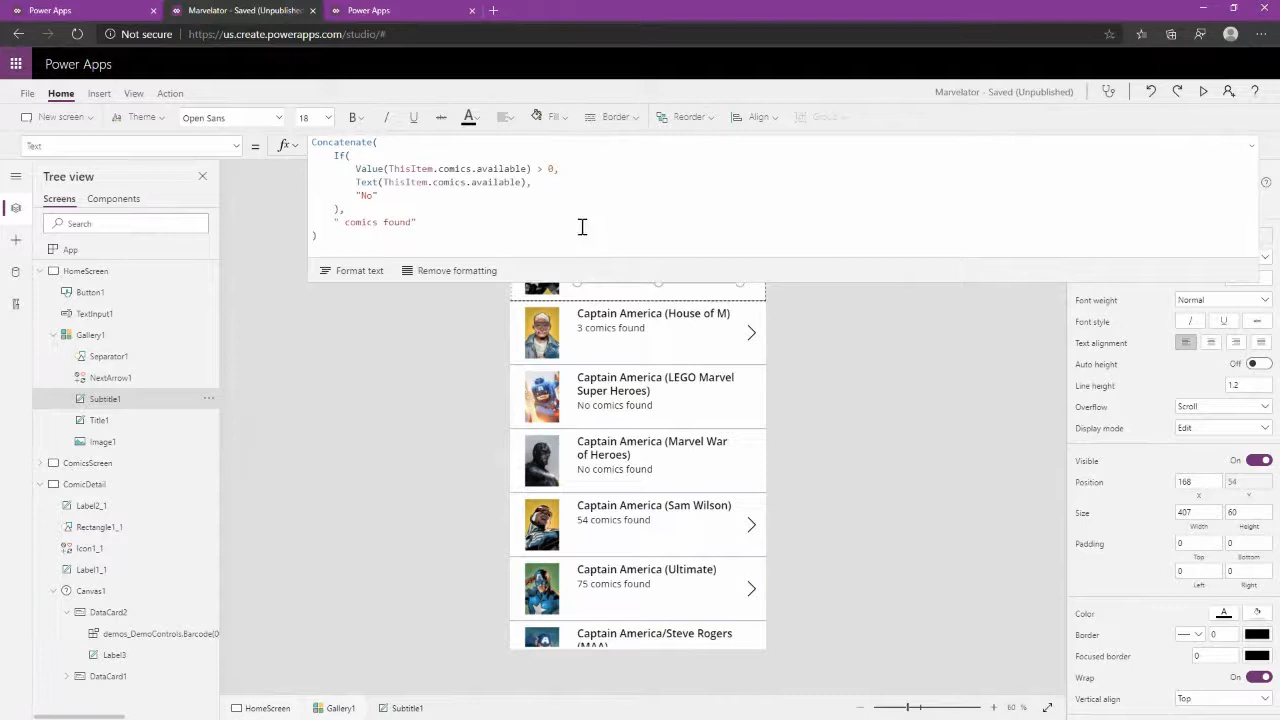 Power Apps
Marvelator - Saved (Unpublished)
Power Apps
Not secure
https://us.create.powerapps.com/studio/#
Power Apps
File
Home
Insert
View
Action
Marvelator - Saved (Unpublished)
New screen
Theme
Open Sans
18
B
I
U
abc
A
Fill
Border
Reorder
Align
Group
Text
=
fx
Concatenate(
If(
Value(ThisItem.comics.available) > 0,
Text(ThisItem.comics.available),
"No"
),
" comics found"
)
Format text
Remove formatting
Tree view
Screens
Components
Search
App
HomeScreen
Button1
TextInput1
Gallery1
Separator1
NextArrow1
Subtitle1
Title1
Image1
ComicsScreen
ComicDetail
Label2_1
Rectangle1_1
Icon1_1
Label1_1
Canvas1
DataCard2
demos_DemoControls.Barcode(0
Label3
DataCard1
Captain America (House of M)
3 comics found
Captain America (LEGO Marvel
Super Heroes)
No comics found
Captain America (Marvel War
of Heroes)
No comics found
Captain America (Sam Wilson)
54 comics found
Captain America (Ultimate)
75 comics found
Captain America/Steve Rogers
(MAA)
Font weight
Normal
Font style
Text alignment
Auto height
Off
Line height
1.2
Overflow
Scroll
Display mode
Edit
Visible
On
Position
168
54
X
Y
Size
407
60
Width
Height
Padding
0
0
Top
Bottom
0
0
Left
Right
Color
A
Border
0
Focused border
0
Wrap
On
Vertical align
Top
HomeScreen
Gallery1
Subtitle1
60 %